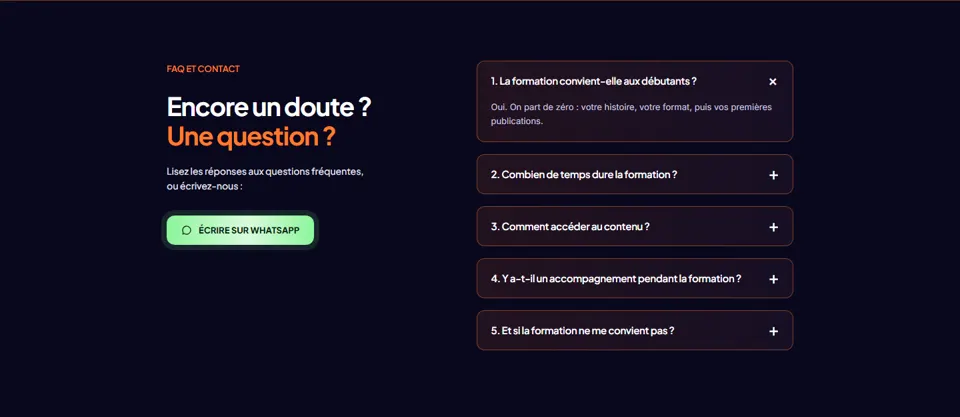 FAQ ET CONTACT
Encore un doute ?
Une question ?
Lisez les réponses aux questions fréquentes,
ou écrivez-nous :
ÉCRIRE SUR WHATSAPP
1. La formation convient-elle aux débutants ?
Oui. On part de zéro : votre histoire, votre format, puis vos premières
publications.
2. Combien de temps dure la formation ?
3. Comment accéder au contenu ?
4. Y a-t-il un accompagnement pendant la formation ?
5. Et si la formation ne me convient pas ?